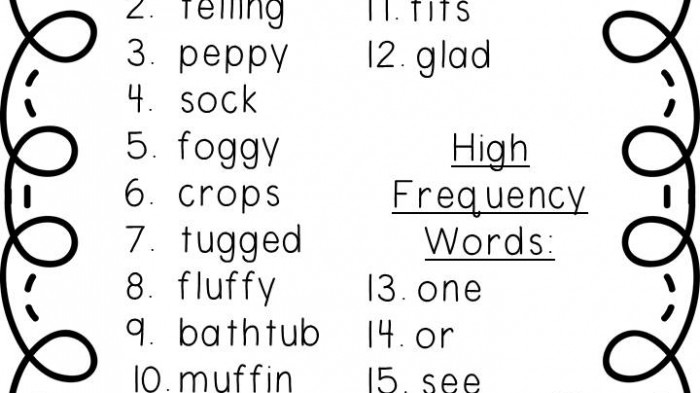 2. felling
3. peppy
4. sock
5. foggy
6. crops
7. tugged
8. fluffy
9. bathtub
10. muffin
11. fits
12. glad
High
Frequency
Words:
13. one
14. or
15. see